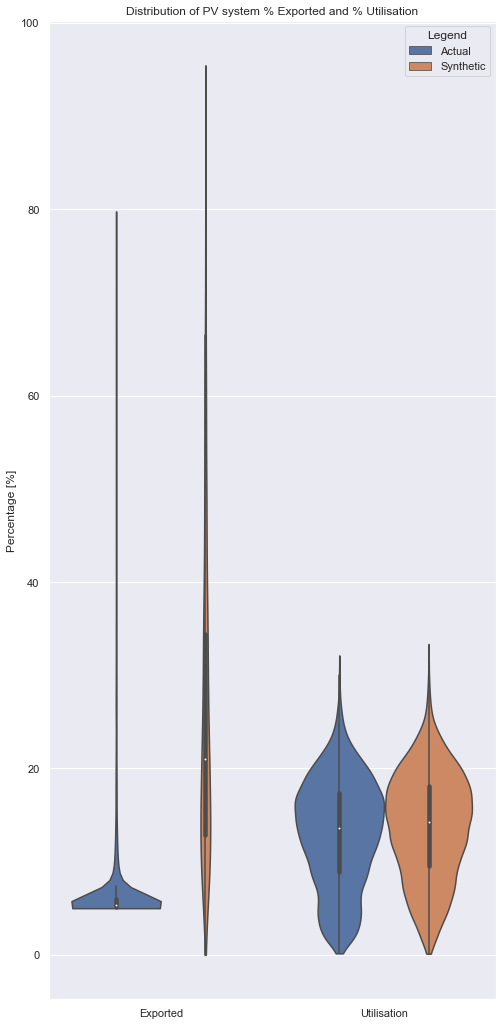 Distribution of PV system % Exported and % Utilisation
Legend
Actual
Synthetic
100
80
60
40
20
0
Percentage [%]
Exported
Utilisation